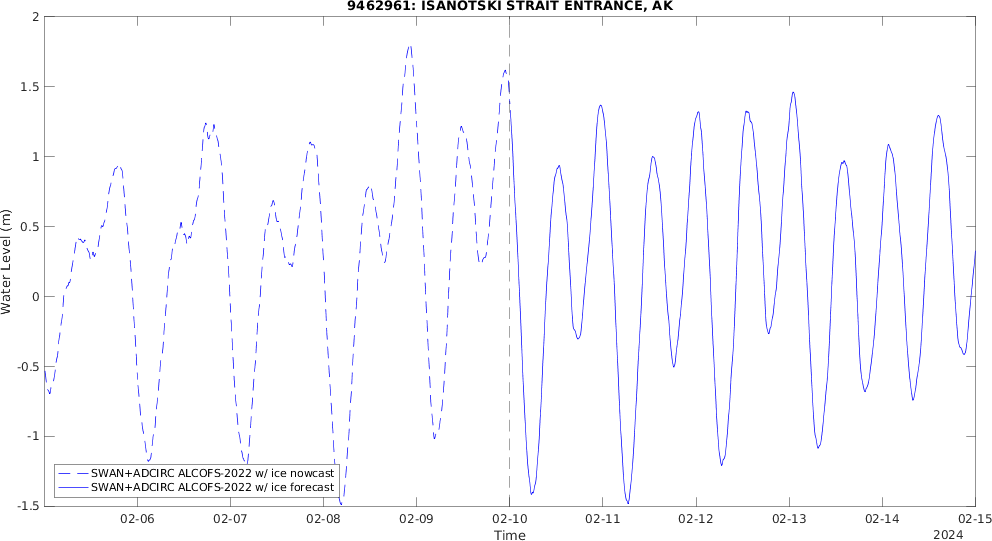 9462961: ISANOTSKI STRAIT ENTRANCE, AK
2
1.5
1
0.5
0
-0.5
-1
-1.5
Water Level (m)
SWAN+ADCIRC ALCOFS-2022 w/ ice nowcast
SWAN+ADCIRC ALCOFS-2022 w/ ice forecast
02-06 02-07 02-08 02-09 02-10 02-11 02-12 02-13 02-14 02-15
Time
2024